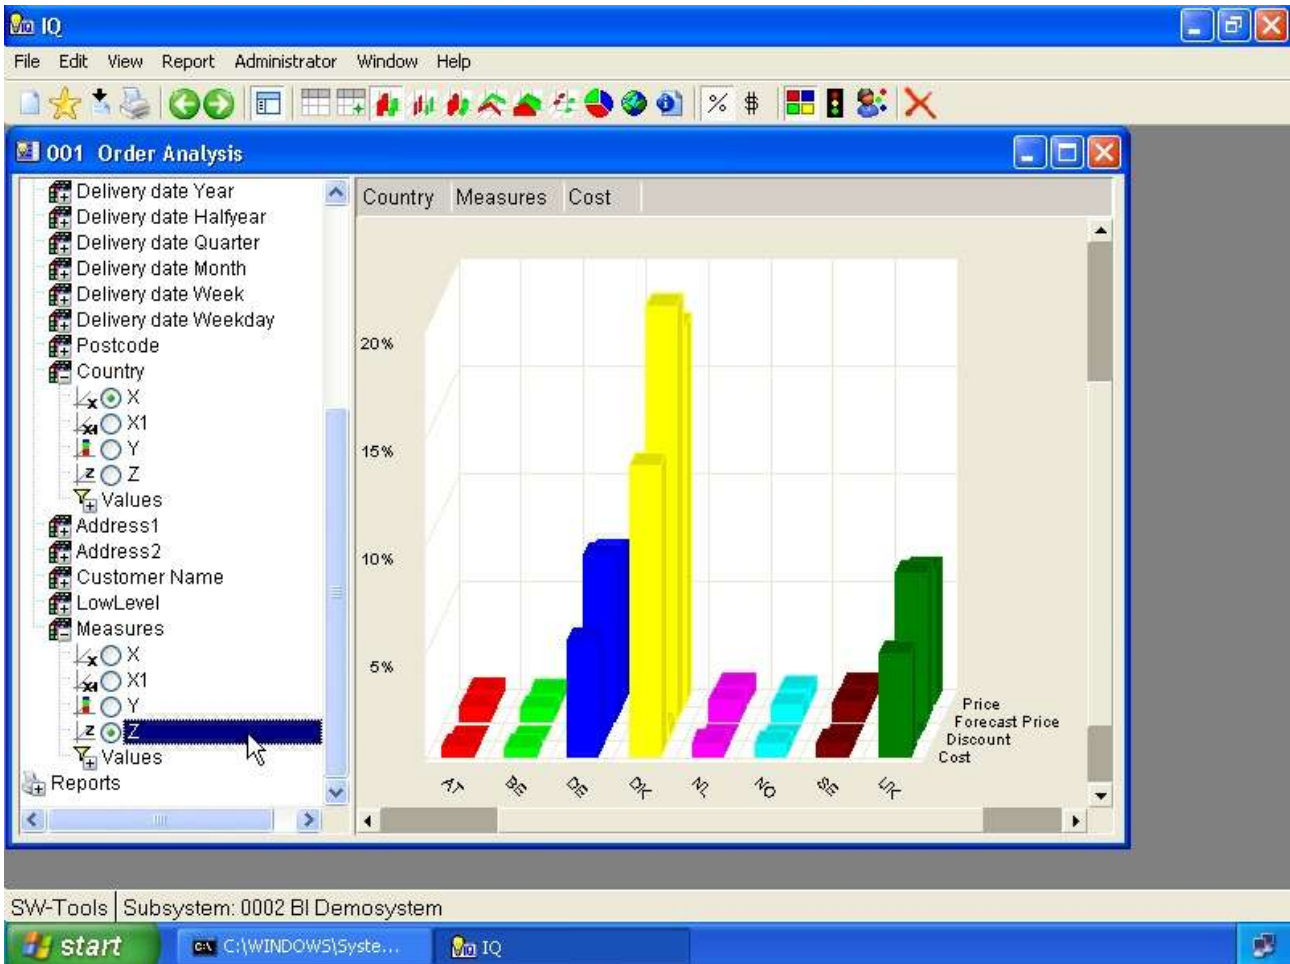 IQ
File Edit View Report Administrator Window Help
% $
001 Order Analysis
Delivery date Year
Delivery date Halfyear
Delivery date Quarter
Delivery date Month
Delivery date Week
Delivery date Weekday
Postcode
Country
X
X1
Y
Z
Values
Address1
Address2
Customer Name
LowLevel
Measures
X
X1
Y
Z
Values
Reports
Country Measures Cost
20%
15%
10%
5%
Price
Forecast Price
Discount
Cost
AT BE DE DK NL NO SE UK
SW-Tools Subsystem: 0002 BI Demosystem
start C:\WINDOWS\Syste... IQ